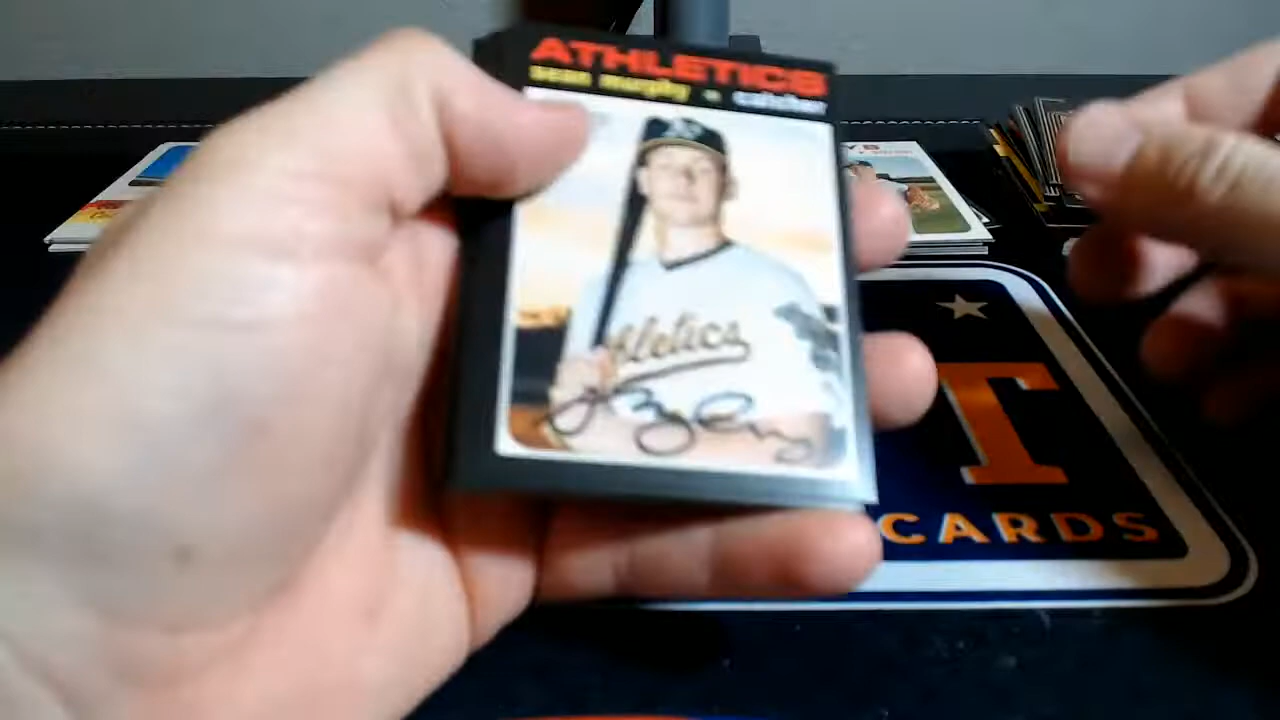 ATHLETICS
sean murphy • catcher
A's
Athletics
T
CARDS